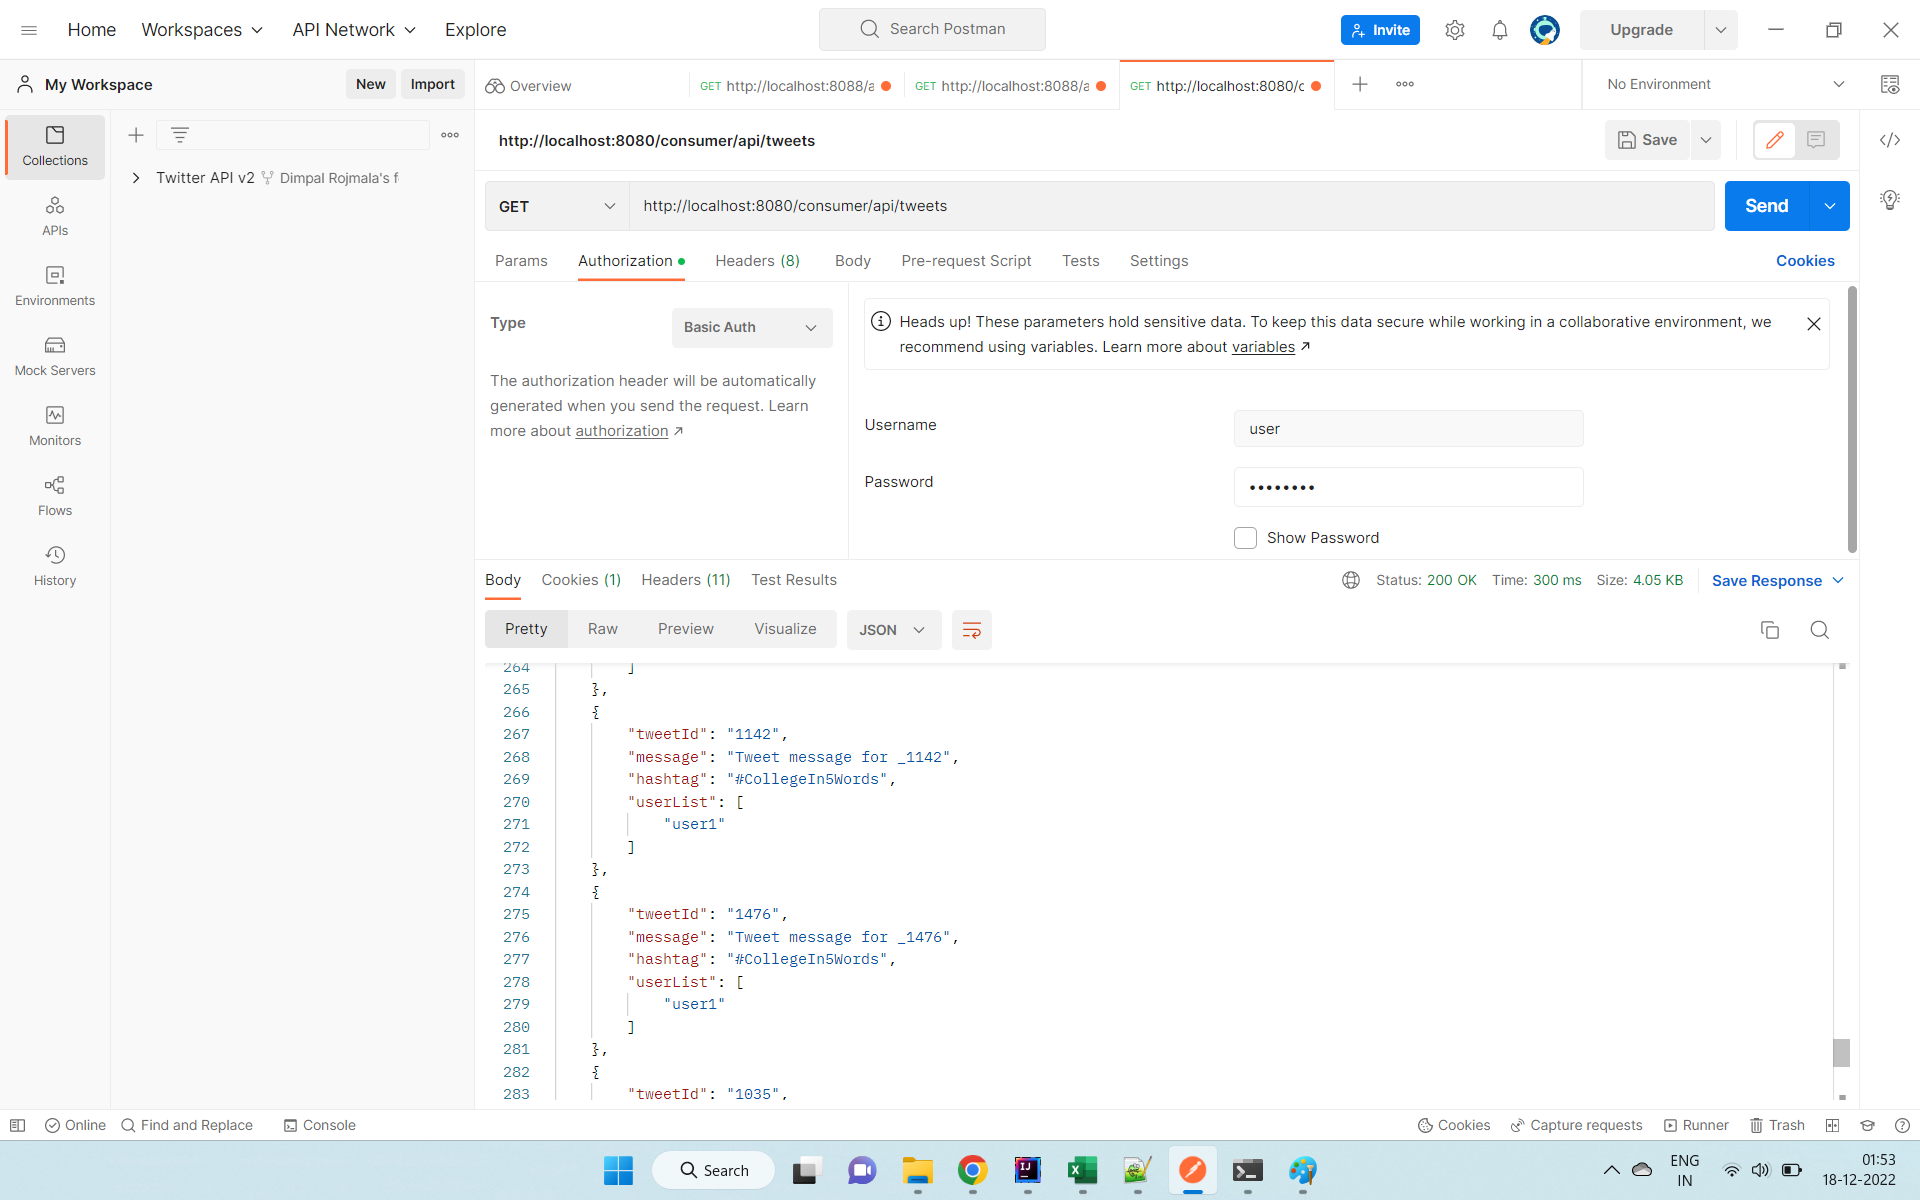 Home Workspaces API Network Explore Search Postman Invite Upgrade
My Workspace New Import Overview GET http://localhost:8088/a GET http://localhost:8088/a GET http://localhost:8080/c No Environment
Collections
APIs
Environments
Mock Servers
Monitors
Flows
History
Twitter API v2 Dimpal Rojmala's f
http://localhost:8080/consumer/api/tweets Save
GET http://localhost:8080/consumer/api/tweets Send
Params Authorization Headers (8) Body Pre-request Script Tests Settings Cookies
Type Basic Auth
The authorization header will be automatically
generated when you send the request. Learn
more about authorization ↗
Heads up! These parameters hold sensitive data. To keep this data secure while working in a collaborative environment, we
recommend using variables. Learn more about variables ↗
Username user
Password ••••••••
Show Password
Body Cookies (1) Headers (11) Test Results Status: 200 OK Time: 300 ms Size: 4.05 KB Save Response
Pretty Raw Preview Visualize JSON
264 ]
265 },
266 {
267 "tweetId": "1142",
268 "message": "Tweet message for _1142",
269 "hashtag": "#CollegeIn5Words",
270 "userList": [
271 "user1"
272 ]
273 },
274 {
275 "tweetId": "1476",
276 "message": "Tweet message for _1476",
277 "hashtag": "#CollegeIn5Words",
278 "userList": [
279 "user1"
280 ]
281 },
282 {
283 "tweetId": "1035",
Online Find and Replace Console Cookies Capture requests Runner Trash
Search ENG 01:53
IN 18-12-2022